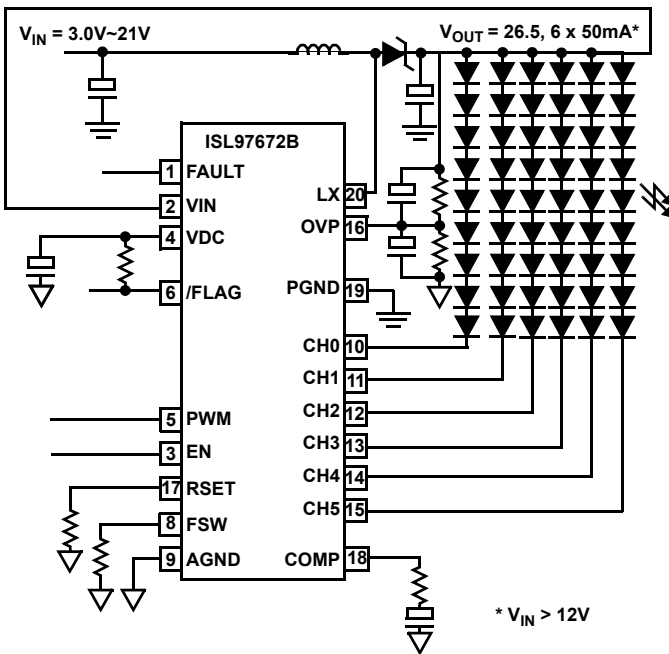 V_IN = 3.0V~21V
V_OUT = 26.5, 6 x 50mA*
ISL97672B
1 FAULT
2 VIN
4 VDC
6 /FLAG
5 PWM
3 EN
17 RSET
8 FSW
9 AGND
LX 20
OVP 16
PGND 19
CH0 10
CH1 11
CH2 12
CH3 13
CH4 14
CH5 15
COMP 18
* V_IN > 12V